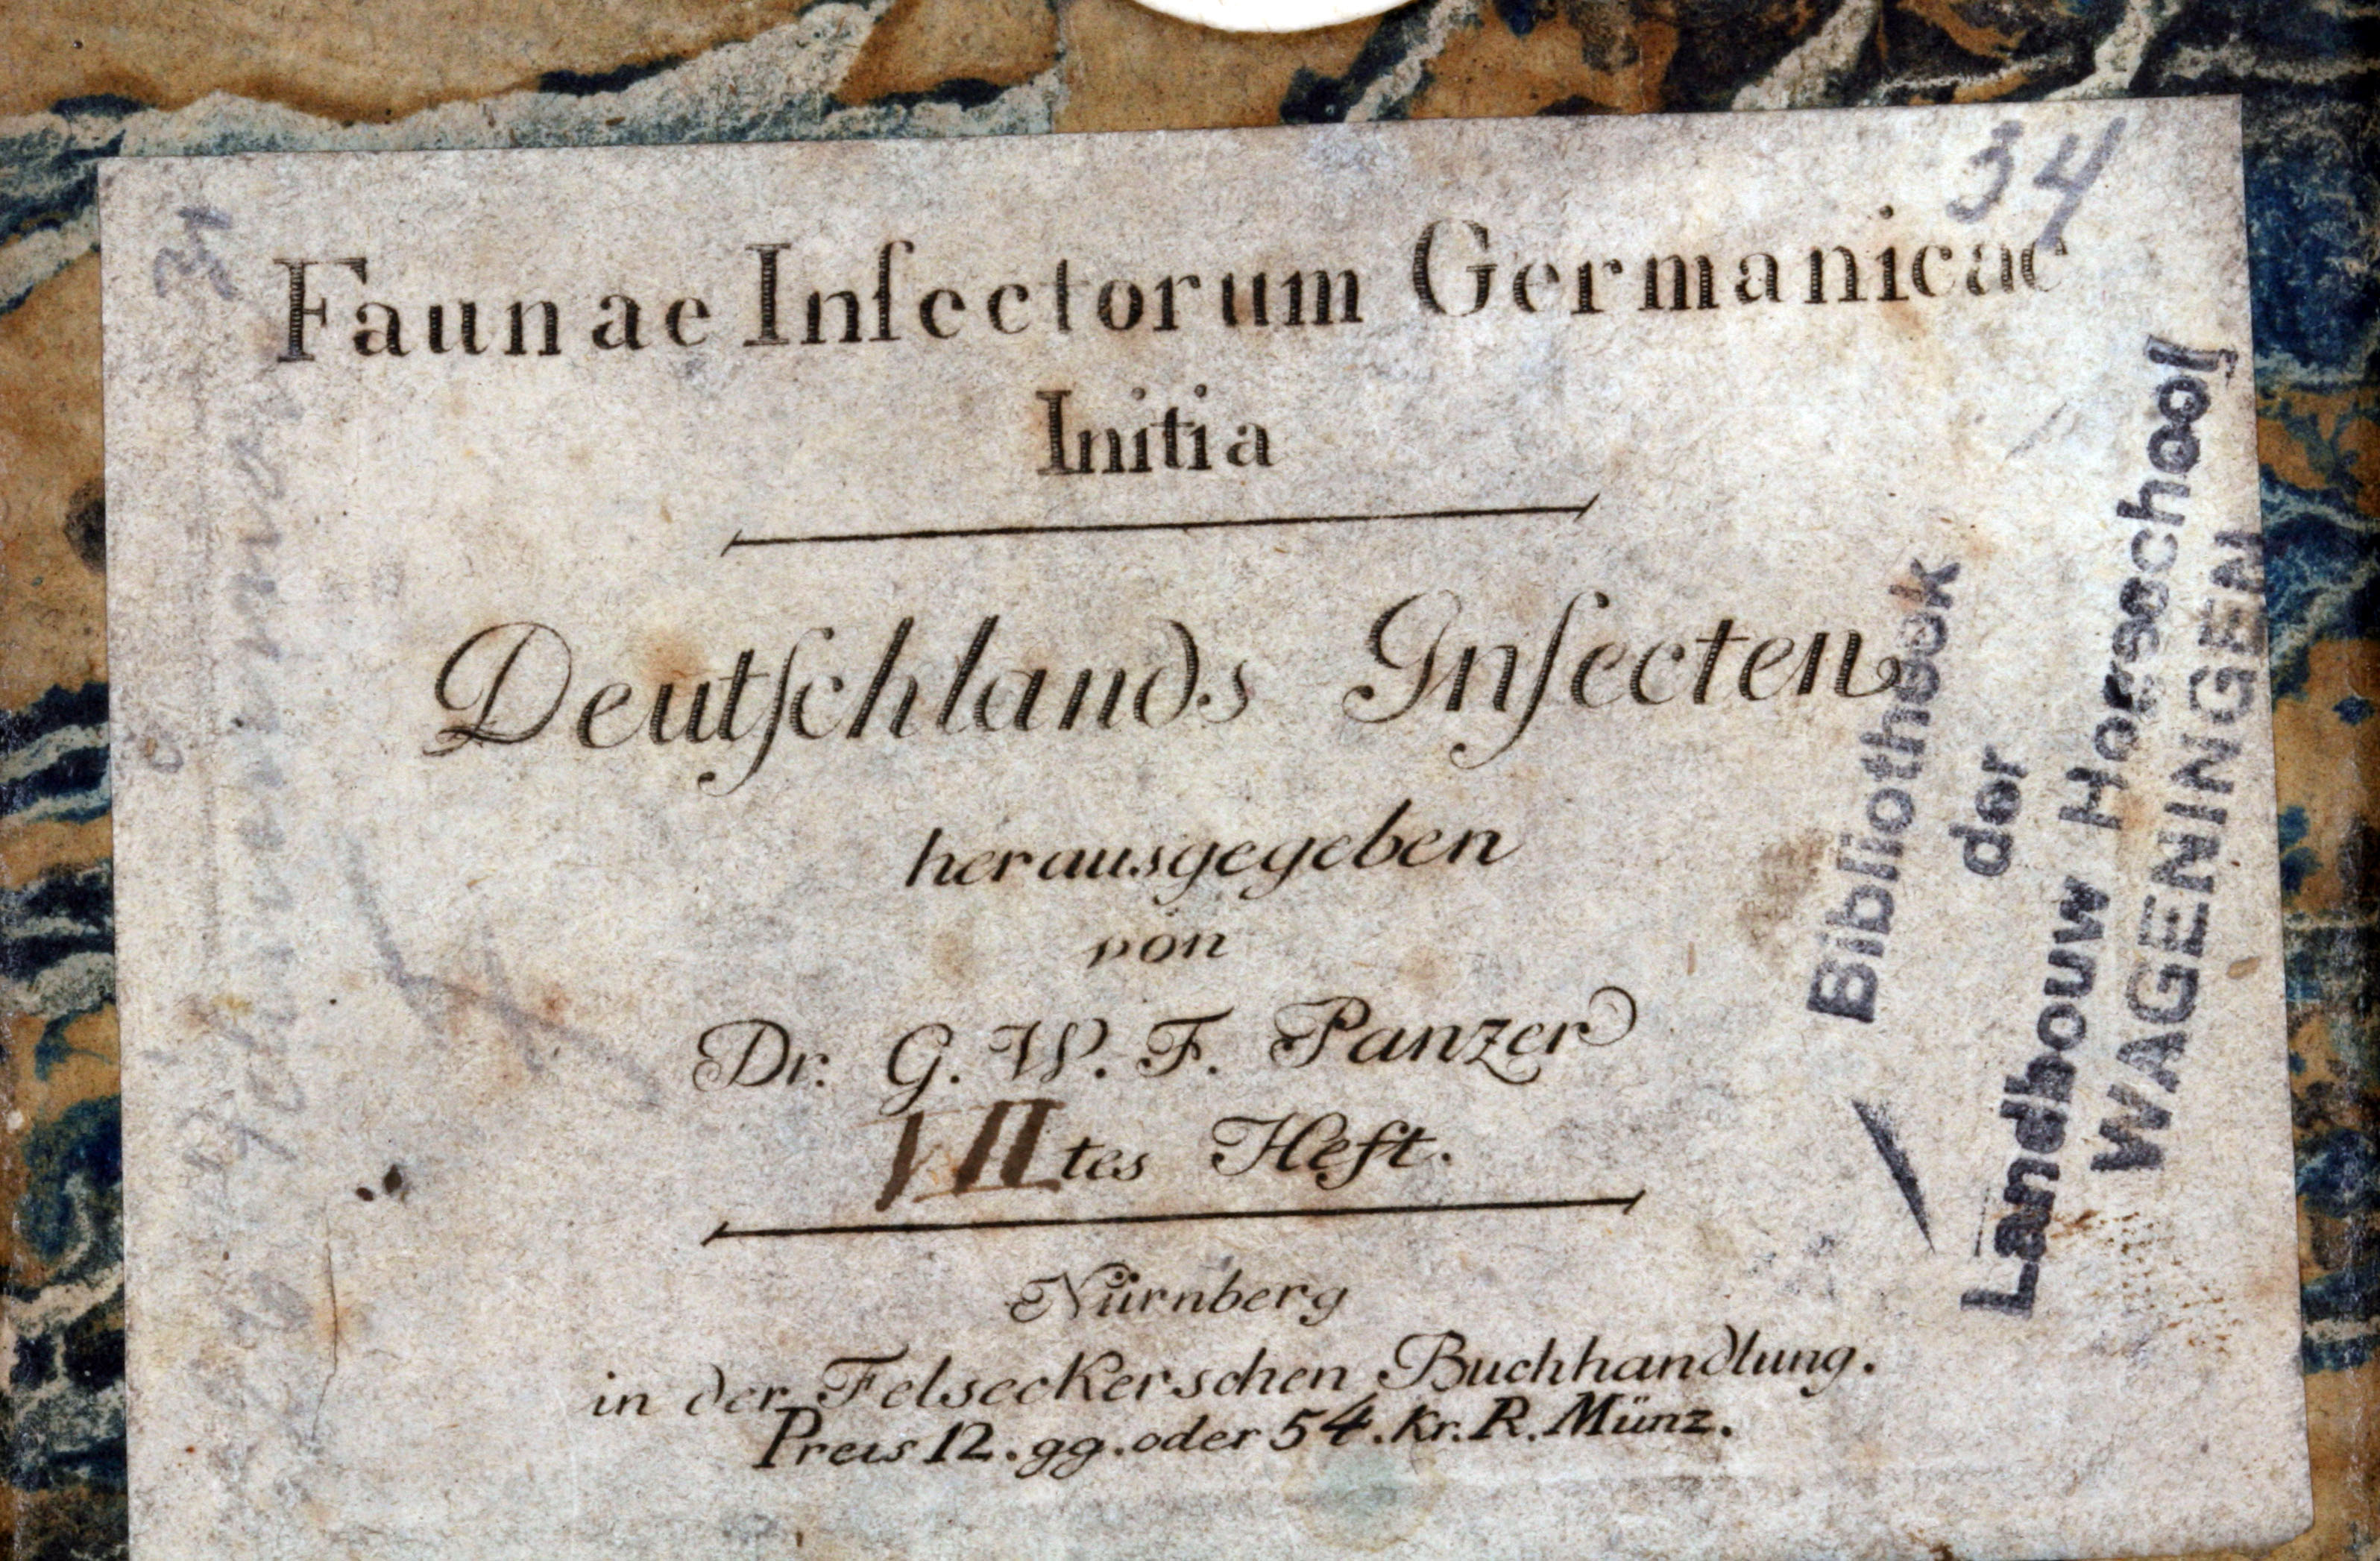 34
Faunae Inſectorum Germanicae
Initia
Deutſchlands Inſecten
herausgegeben
von
Dr. G. W. F. Panzer
VIItes Heft.
Nürnberg
in der Felseckerschen Buchhandlung.
Preis 12. gg. oder 54. Kr. R. Münz.
Bibliotheek
der
Landbouw Hoogeschool
WAGENINGEN